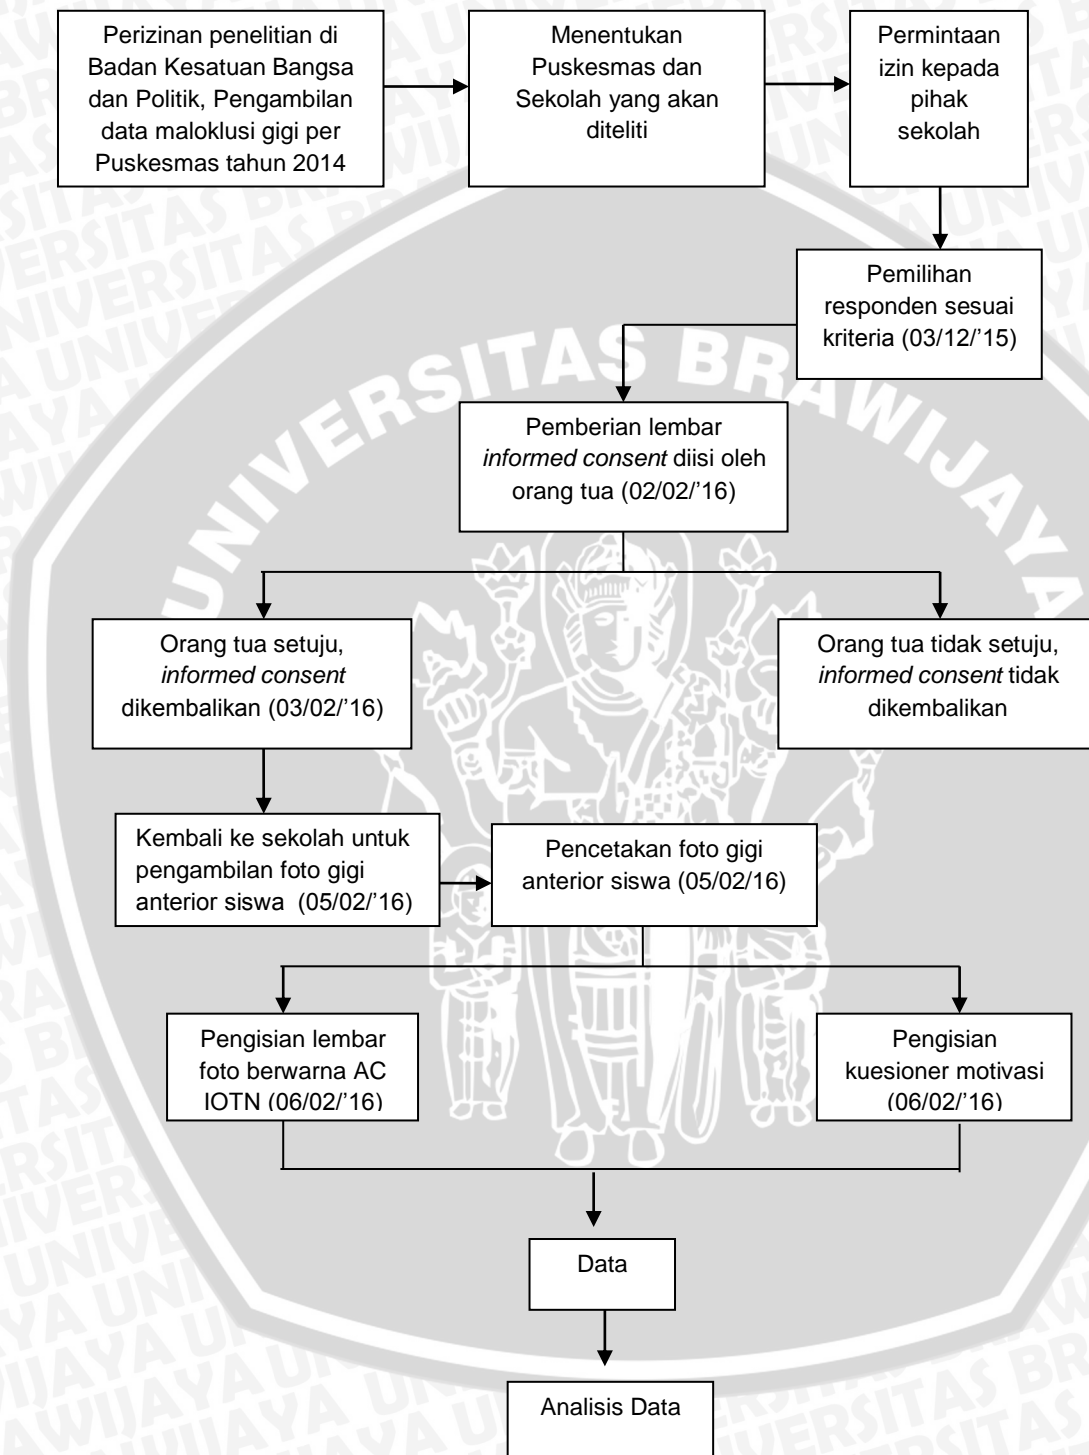 Perizinan penelitian di
Badan Kesatuan Bangsa
dan Politik, Pengambilan
data maloklusi gigi per
Puskesmas tahun 2014
Menentukan
Puskesmas dan
Sekolah yang akan
diteliti
Permintaan
izin kepada
pihak
sekolah
Pemilihan
responden sesuai
kriteria (03/12/’15)
UNIVERSITAS BRAWIJAYA
Pemberian lembar
informed consent diisi oleh
orang tua (02/02/’16)
Orang tua setuju,
informed consent
dikembalikan (03/02/’16)
Orang tua tidak setuju,
informed consent tidak
dikembalikan
Kembali ke sekolah untuk
pengambilan foto gigi
anterior siswa (05/02/’16)
Pencetakan foto gigi
anterior siswa (05/02/16)
Pengisian lembar
foto berwarna AC
IOTN (06/02/’16)
Pengisian
kuesioner motivasi
(06/02/’16)
Data
Analisis Data